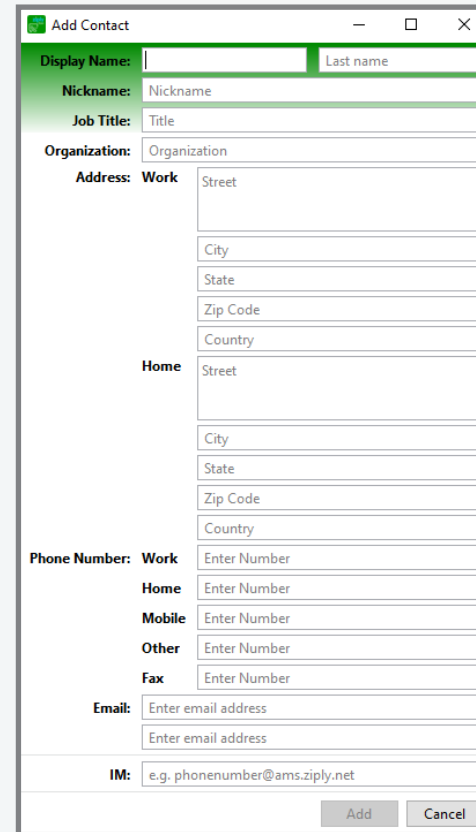 Add Contact
Display Name: Last name
Nickname: Nickname
Job Title: Title
Organization: Organization
Address: Work Street
City
State
Zip Code
Country
Home Street
City
State
Zip Code
Country
Phone Number: Work Enter Number
Home Enter Number
Mobile Enter Number
Other Enter Number
Fax Enter Number
Email: Enter email address
Enter email address
IM: e.g. phonenumber@ams.ziply.net
Add Cancel